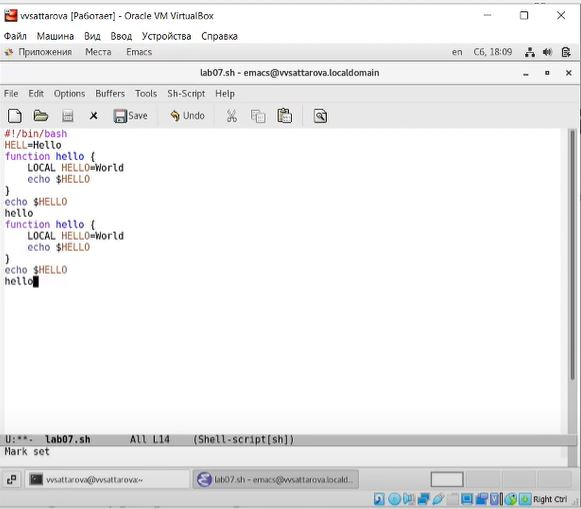 vvsattarova [Работает] - Oracle VM VirtualBox
Файл Машина Вид Ввод Устройства Справка
Приложения Места Emacs en Сб, 18:09
lab07.sh - emacs@vvsattarova.localdomain
File Edit Options Buffers Tools Sh-Script Help
Save Undo
#!/bin/bash
HELL=Hello
function hello {
    LOCAL HELLO=World
    echo $HELLO
}
echo $HELLO
hello
function hello {
    LOCAL HELLO=World
    echo $HELLO
}
echo $HELLO
hello
U:**- lab07.sh All L14 (Shell-script[sh])
Mark set
vvsattarova@vvsattarova:~ lab07.sh - emacs@vvsattarova.locald...
Right Ctrl